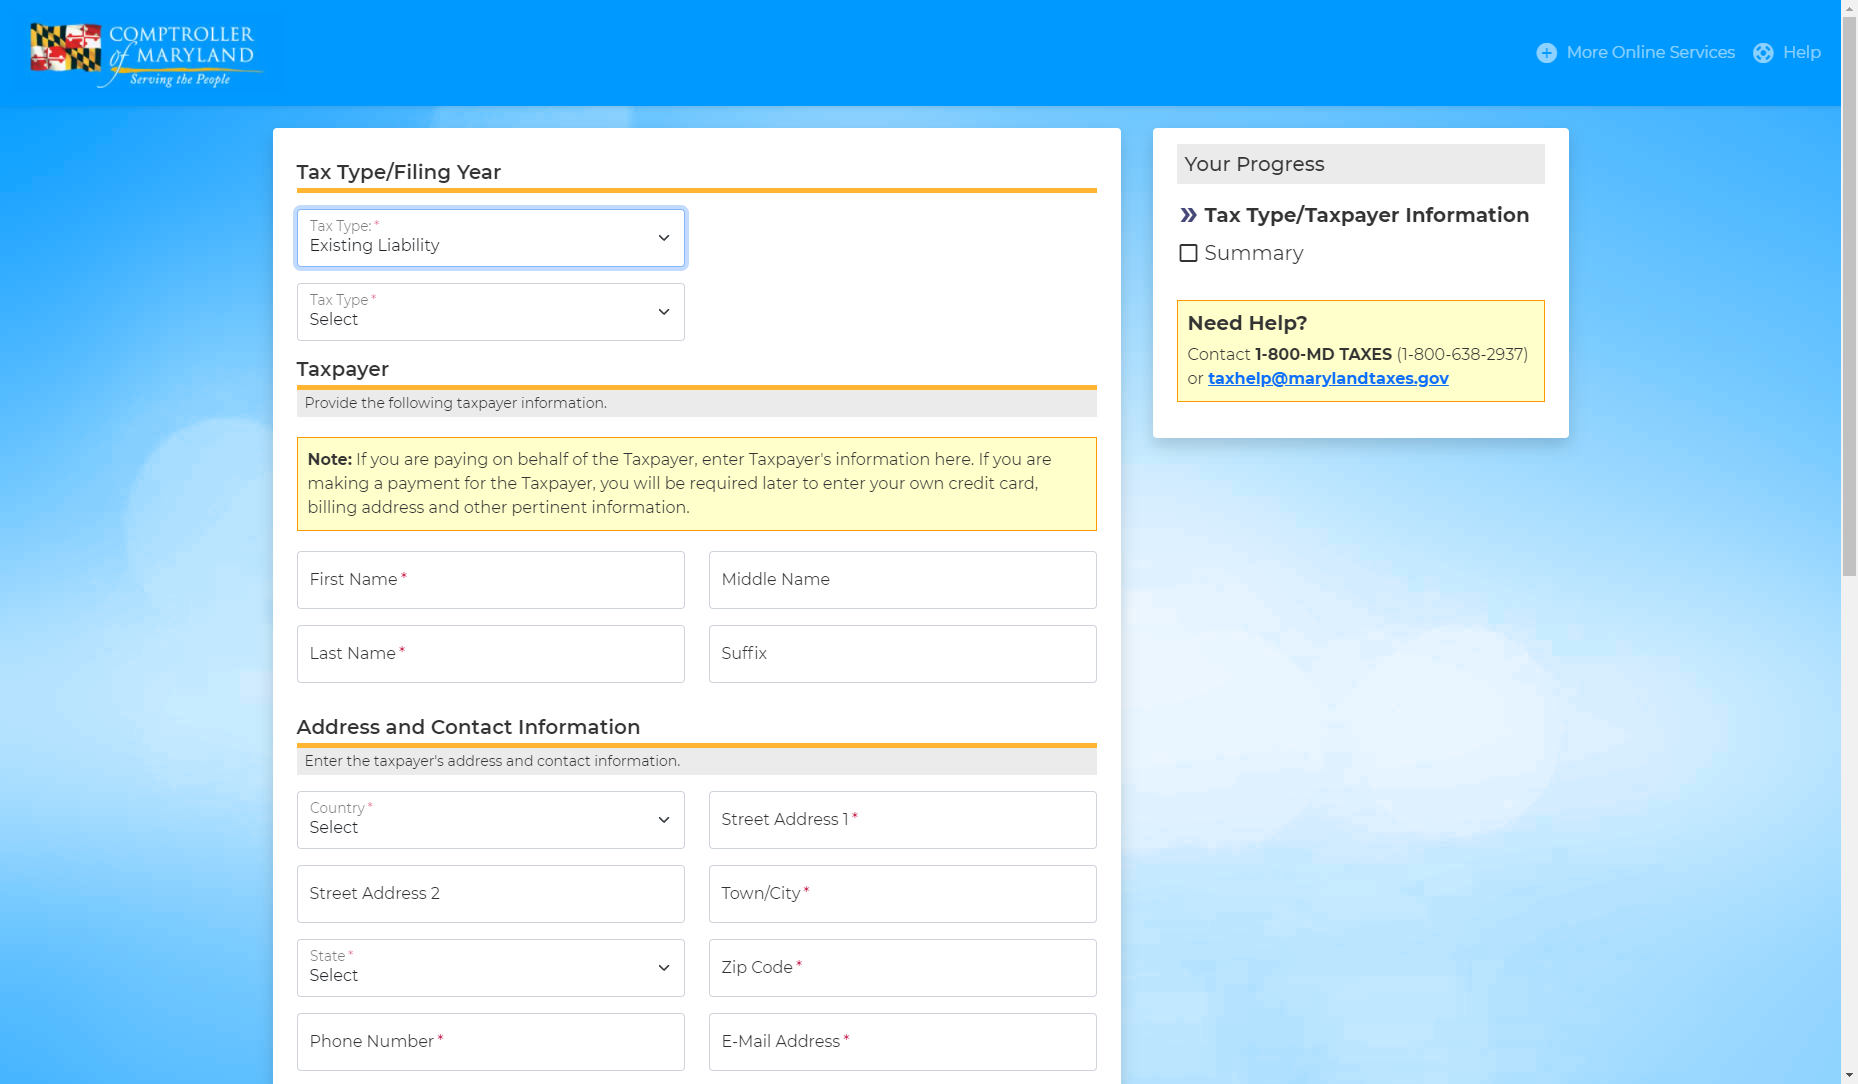 COMPTROLLER
of MARYLAND
Serving the People
More Online Services
Help
Tax Type/Filing Year
Tax Type:*
Existing Liability
Tax Type*
Select
Taxpayer
Provide the following taxpayer information.
Note: If you are paying on behalf of the Taxpayer, enter Taxpayer's information here. If you are
making a payment for the Taxpayer, you will be required later to enter your own credit card,
billing address and other pertinent information.
First Name*
Middle Name
Last Name*
Suffix
Address and Contact Information
Enter the taxpayer's address and contact information.
Country*
Select
Street Address 1*
Street Address 2
Town/City*
State*
Select
Zip Code*
Phone Number*
E-Mail Address*
Your Progress
Tax Type/Taxpayer Information
Summary
Need Help?
Contact 1-800-MD TAXES (1-800-638-2937)
or taxhelp@marylandtaxes.gov